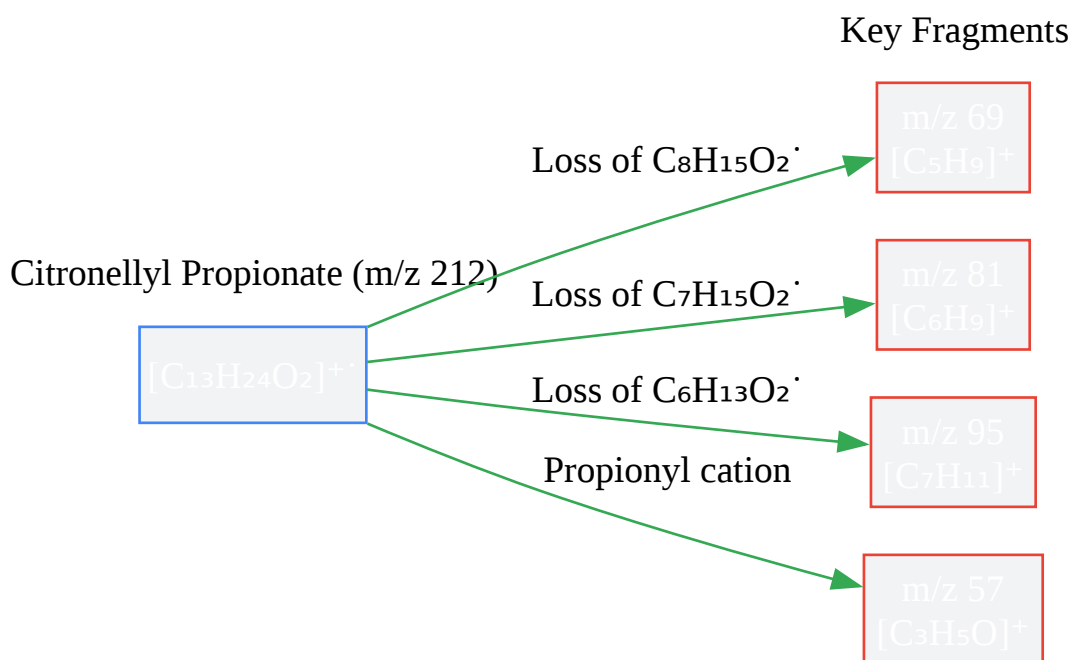 Key Fragments
m/z 69
[C₅H₉]⁺
Loss of C₈H₁₅O₂˙
Citronellyl Propionate (m/z 212)
m/z 81
[C₆H₉]⁺
Loss of C₇H₁₅O₂˙
[C₁₃H₂₄O₂]⁺˙
Loss of C₆H₁₃O₂˙
m/z 95
[C₇H₁₁]⁺
Propionyl cation
m/z 57
[C₃H₅O]⁺